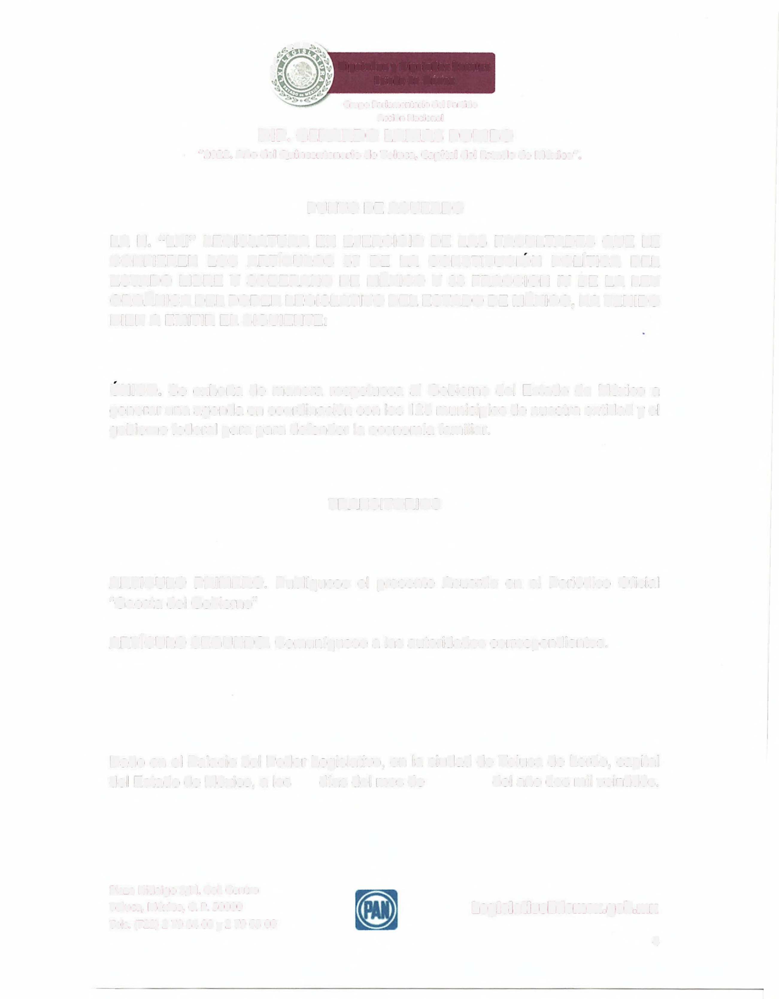 LXI LEGISLATURA
ESTADO DE MÉXICO
Diputados y Diputadas Locales
Estado de México
Grupo Parlamentario del Partido
Acción Nacional
DIP. GERARDO LAMAS POMBO
"2022. Año del Quincentenario de Toluca, Capital del Estado de México".
PUNTO DE ACUERDO
LA H. "LXI" LEGISLATURA EN EJERCICIO DE LAS FACULTADES QUE LE
CONFIEREN LOS ARTÍCULOS 57 DE LA CONSTITUCIÓN POLÍTICA DEL
ESTADO LIBRE Y SOBERANO DE MÉXICO Y 38 FRACCIÓN IV DE LA LEY
ORGÁNICA DEL PODER LEGISLATIVO DEL ESTADO DE MÉXICO, HA TENIDO
BIEN A EMITIR EL SIGUIENTE:
ÚNICO. Se exhorta de manera respetuosa al Gobierno del Estado de México a
generar una agenda en coordinación con los 125 municipios de nuestra entidad y el
gobierno federal para para defender la economía familiar.
TRANSITORIOS
ARTÍCULO PRIMERO. Publíquese el presente Acuerdo en el Periódico Oficial
"Gaceta del Gobierno"
ARTÍCULO SEGUNDO. Comuníquese a las autoridades correspondientes.
Dado en el Palacio del Poder Legislativo, en la ciudad de Toluca de Lerdo, capital
del Estado de México, a los días del mes de del año dos mil veintidós.
Plaza Hidalgo S/N, Col. Centro
Toluca, México, C. P. 50000
Tels. (722) 2 79 64 00 y 2 79 65 00
PAN
legislativoEdomex.gob.mx
4